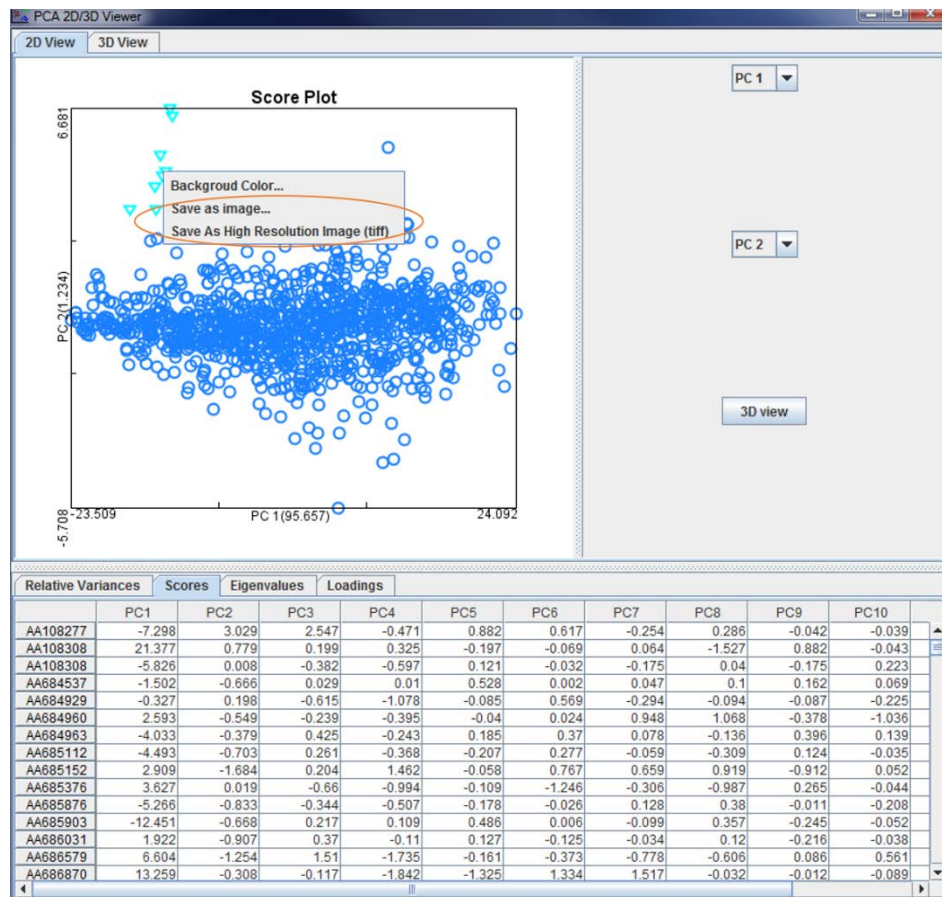 PCA 2D/3D Viewer
2D View 3D View
Score Plot
6.681
PC 2(1.234)
-5.708
-23.509 PC 1(95.657) 24.092
Backgroud Color...
Save as image...
Save As High Resolution Image (tiff)
PC 1
PC 2
3D view
Relative Variances Scores Eigenvalues Loadings
PC1 PC2 PC3 PC4 PC5 PC6 PC7 PC8 PC9 PC10
AA108277 -7.298 3.029 2.547 -0.471 0.882 0.617 -0.254 0.286 -0.042 -0.039
AA108308 21.377 0.779 0.199 0.325 -0.197 -0.069 0.064 -1.527 0.882 -0.043
AA108308 -5.826 0.008 -0.382 -0.597 0.121 -0.032 -0.175 0.04 -0.175 0.223
AA684537 -1.502 -0.666 0.029 0.01 0.528 0.002 0.047 0.1 0.162 0.069
AA684929 -0.327 0.198 -0.615 -1.078 -0.085 0.569 -0.294 -0.094 -0.087 -0.225
AA684960 2.593 -0.549 -0.239 -0.395 -0.04 0.024 0.948 1.068 -0.378 -1.036
AA684963 -4.033 -0.379 0.425 -0.243 0.185 0.37 0.078 -0.136 0.396 0.139
AA685112 -4.493 -0.703 0.261 -0.368 -0.207 0.277 -0.059 -0.309 0.124 -0.035
AA685152 2.909 -1.684 0.204 1.462 -0.058 0.767 0.659 0.919 -0.912 0.052
AA685376 3.627 0.019 -0.66 -0.994 -0.109 -1.246 -0.306 -0.987 0.265 -0.044
AA685876 -5.266 -0.833 -0.344 -0.507 -0.178 -0.026 0.128 0.38 -0.011 -0.208
AA685903 -12.451 -0.668 0.217 0.109 0.486 0.006 -0.099 0.357 -0.245 -0.052
AA686031 1.922 -0.907 0.37 -0.11 0.127 -0.125 -0.034 0.12 -0.216 -0.038
AA686579 6.604 -1.254 1.51 -1.735 -0.161 -0.373 -0.778 -0.606 0.086 0.561
AA686870 13.259 -0.308 -0.117 -1.842 -1.325 1.334 1.517 -0.032 -0.012 -0.089